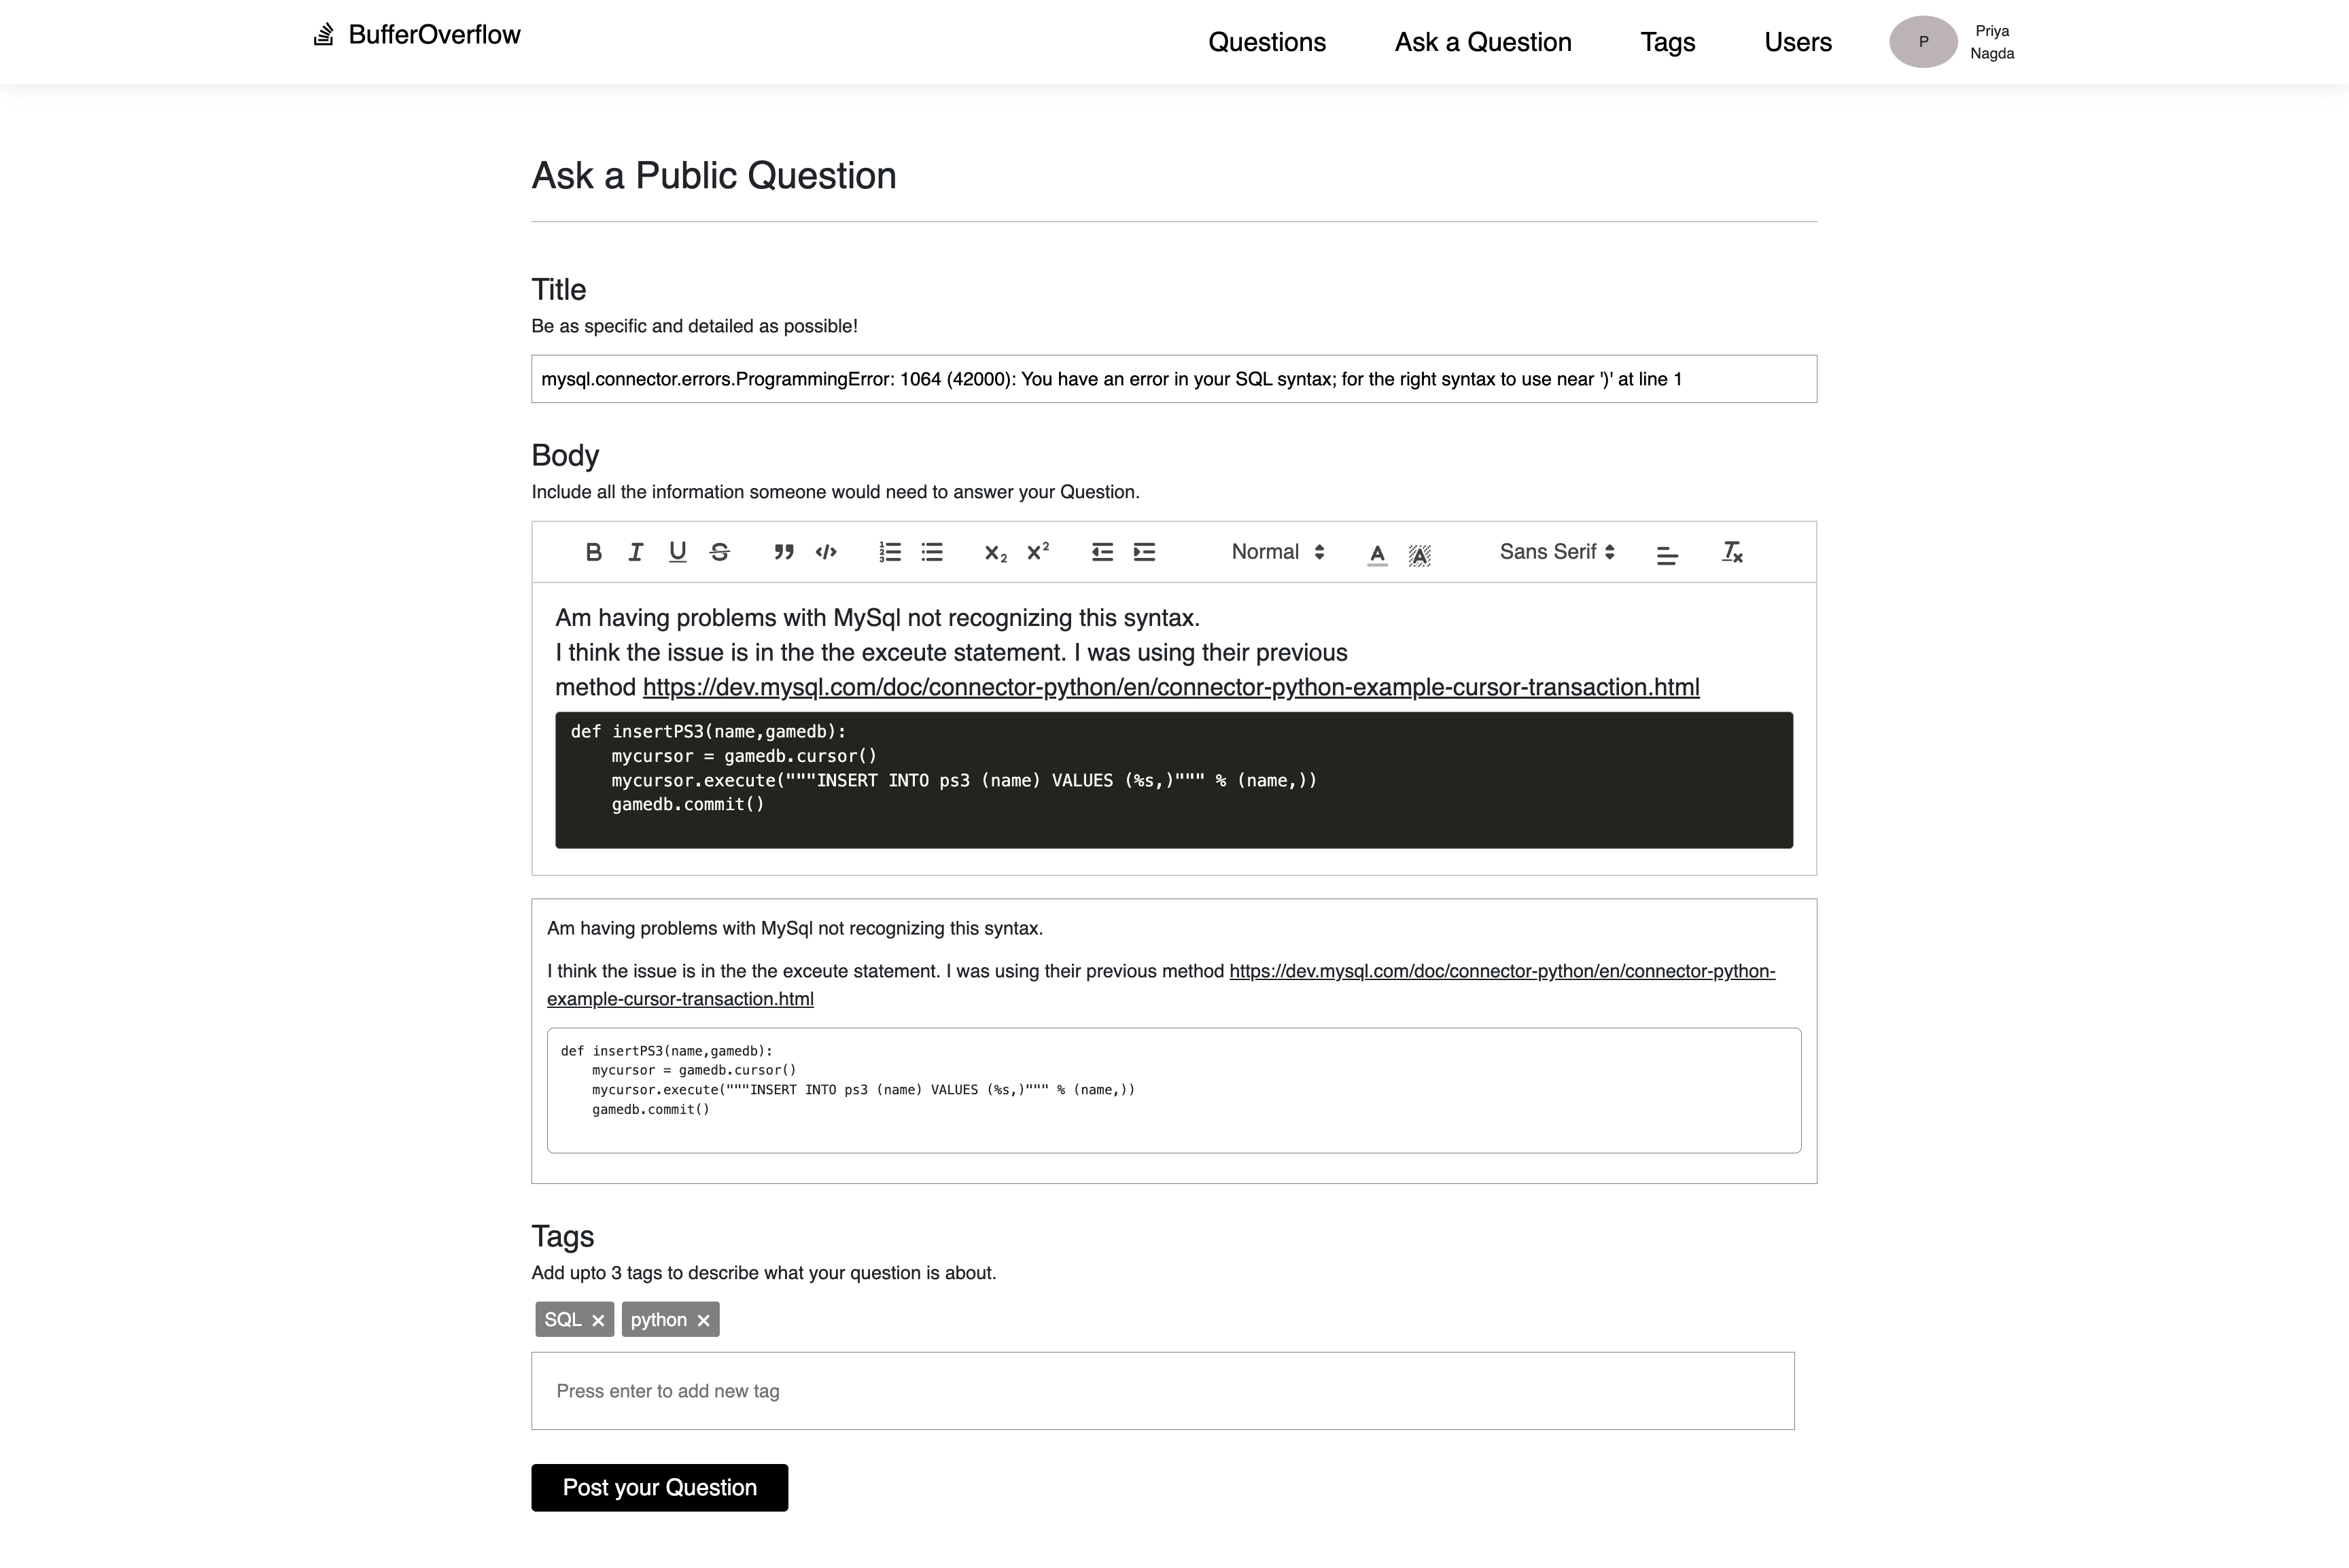 BufferOverflow
Questions
Ask a Question
Tags
Users
P
Priya
Nagda
Ask a Public Question
Title
Be as specific and detailed as possible!
mysql.connector.errors.ProgrammingError: 1064 (42000): You have an error in your SQL syntax; for the right syntax to use near ')' at line 1
Body
Include all the information someone would need to answer your Question.
Normal
Sans Serif
Am having problems with MySql not recognizing this syntax.
I think the issue is in the the exceute statement. I was using their previous
method https://dev.mysql.com/doc/connector-python/en/connector-python-example-cursor-transaction.html
def insertPS3(name,gamedb):
    mycursor = gamedb.cursor()
    mycursor.execute("""INSERT INTO ps3 (name) VALUES (%s,)""" % (name,))
    gamedb.commit()
Am having problems with MySql not recognizing this syntax.
I think the issue is in the the exceute statement. I was using their previous method https://dev.mysql.com/doc/connector-python/en/connector-python-
example-cursor-transaction.html
def insertPS3(name,gamedb):
    mycursor = gamedb.cursor()
    mycursor.execute("""INSERT INTO ps3 (name) VALUES (%s,)""" % (name,))
    gamedb.commit()
Tags
Add upto 3 tags to describe what your question is about.
SQL × python ×
Press enter to add new tag
Post your Question